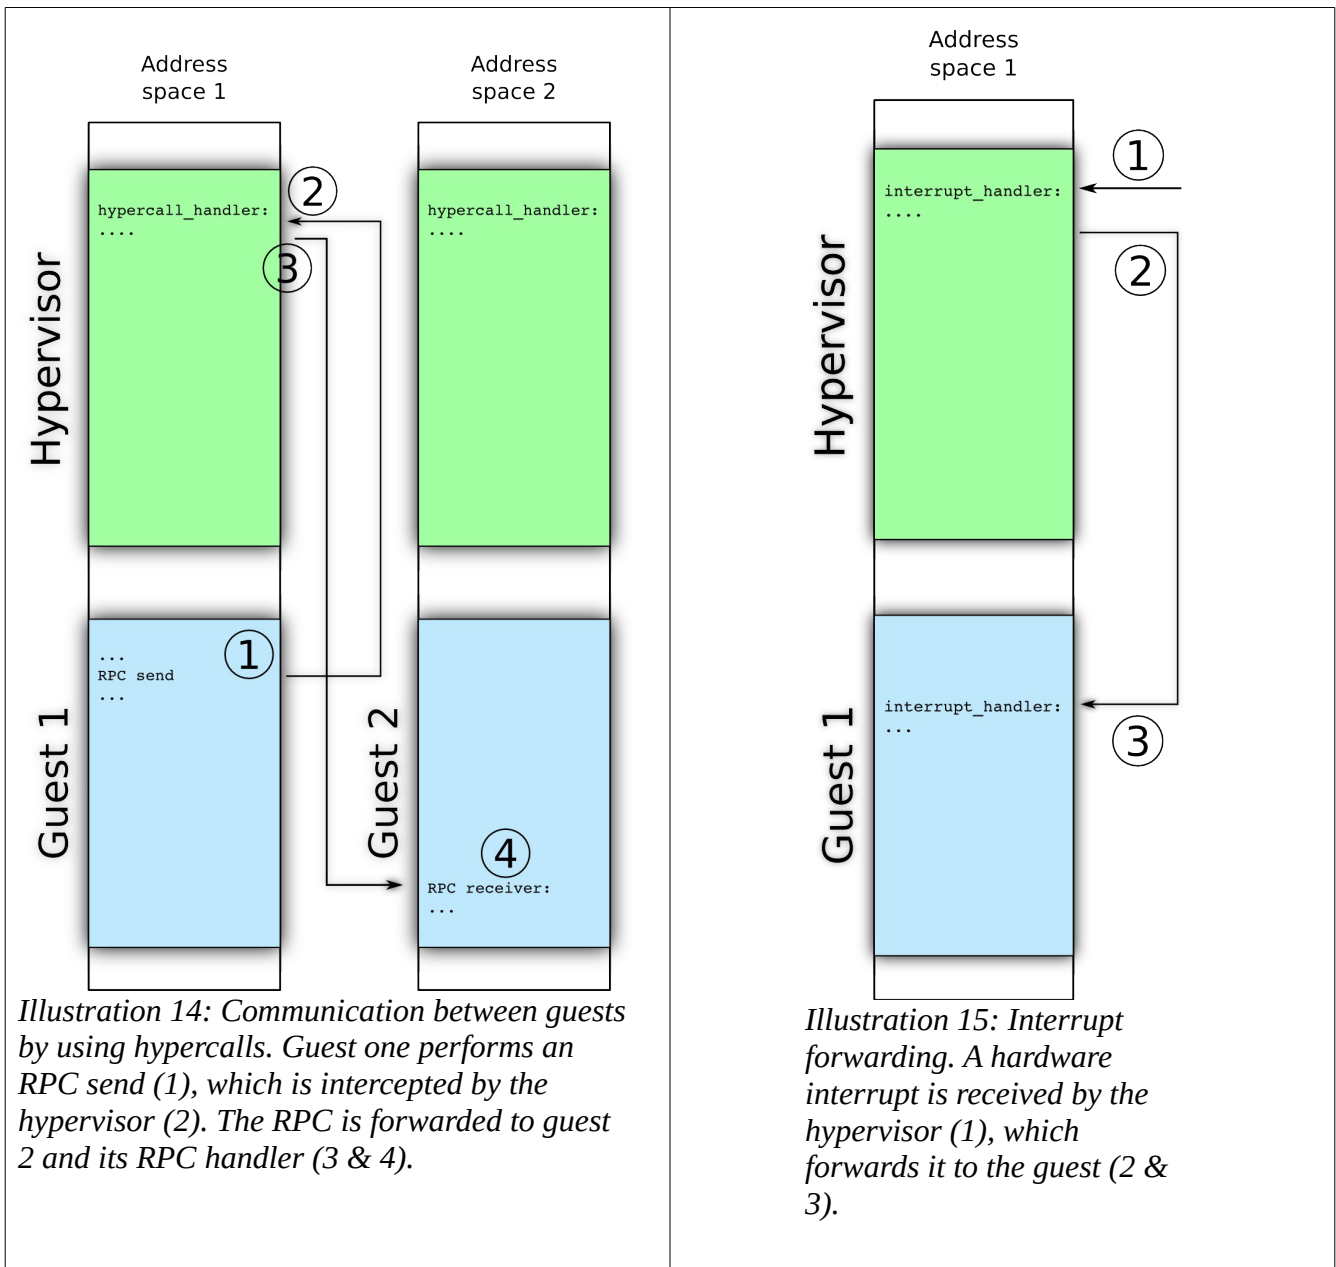 Address
space 1
Address
space 2
Hypervisor
②
hypercall_handler:
....
③
hypercall_handler:
....
Guest 1
①
...
RPC send
...
Guest 2
④
RPC receiver:
...
Illustration 14: Communication between guests
by using hypercalls. Guest one performs an
RPC send (1), which is intercepted by the
hypervisor (2). The RPC is forwarded to guest
2 and its RPC handler (3 & 4).
Address
space 1
Hypervisor
①
interrupt_handler:
....
②
Guest 1
interrupt_handler:
...
③
Illustration 15: Interrupt
forwarding. A hardware
interrupt is received by the
hypervisor (1), which
forwards it to the guest (2 &
3).